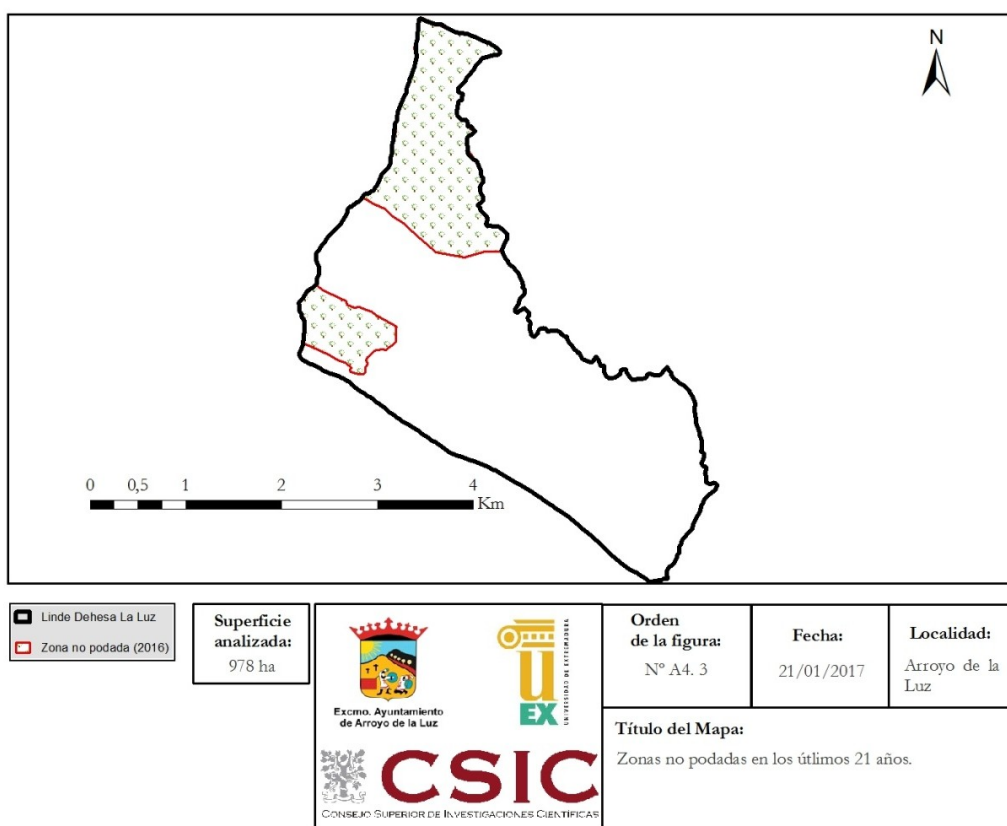 N
0 0,5 1 2 3 4
Km
Linde Dehesa La Luz
Zona no podada (2016)
Superficie
analizada:
978 ha
Excmo. Ayuntamiento
de Arroyo de la Luz
UEX
UNIVERSIDAD DE EXTREMADURA
CSIC
CONSEJO SUPERIOR DE INVESTIGACIONES CIENTÍFICAS
Orden
de la figura:
Nº A4. 3
Fecha:
21/01/2017
Localidad:
Arroyo de la
Luz
Título del Mapa:
Zonas no podadas en los útlimos 21 años.